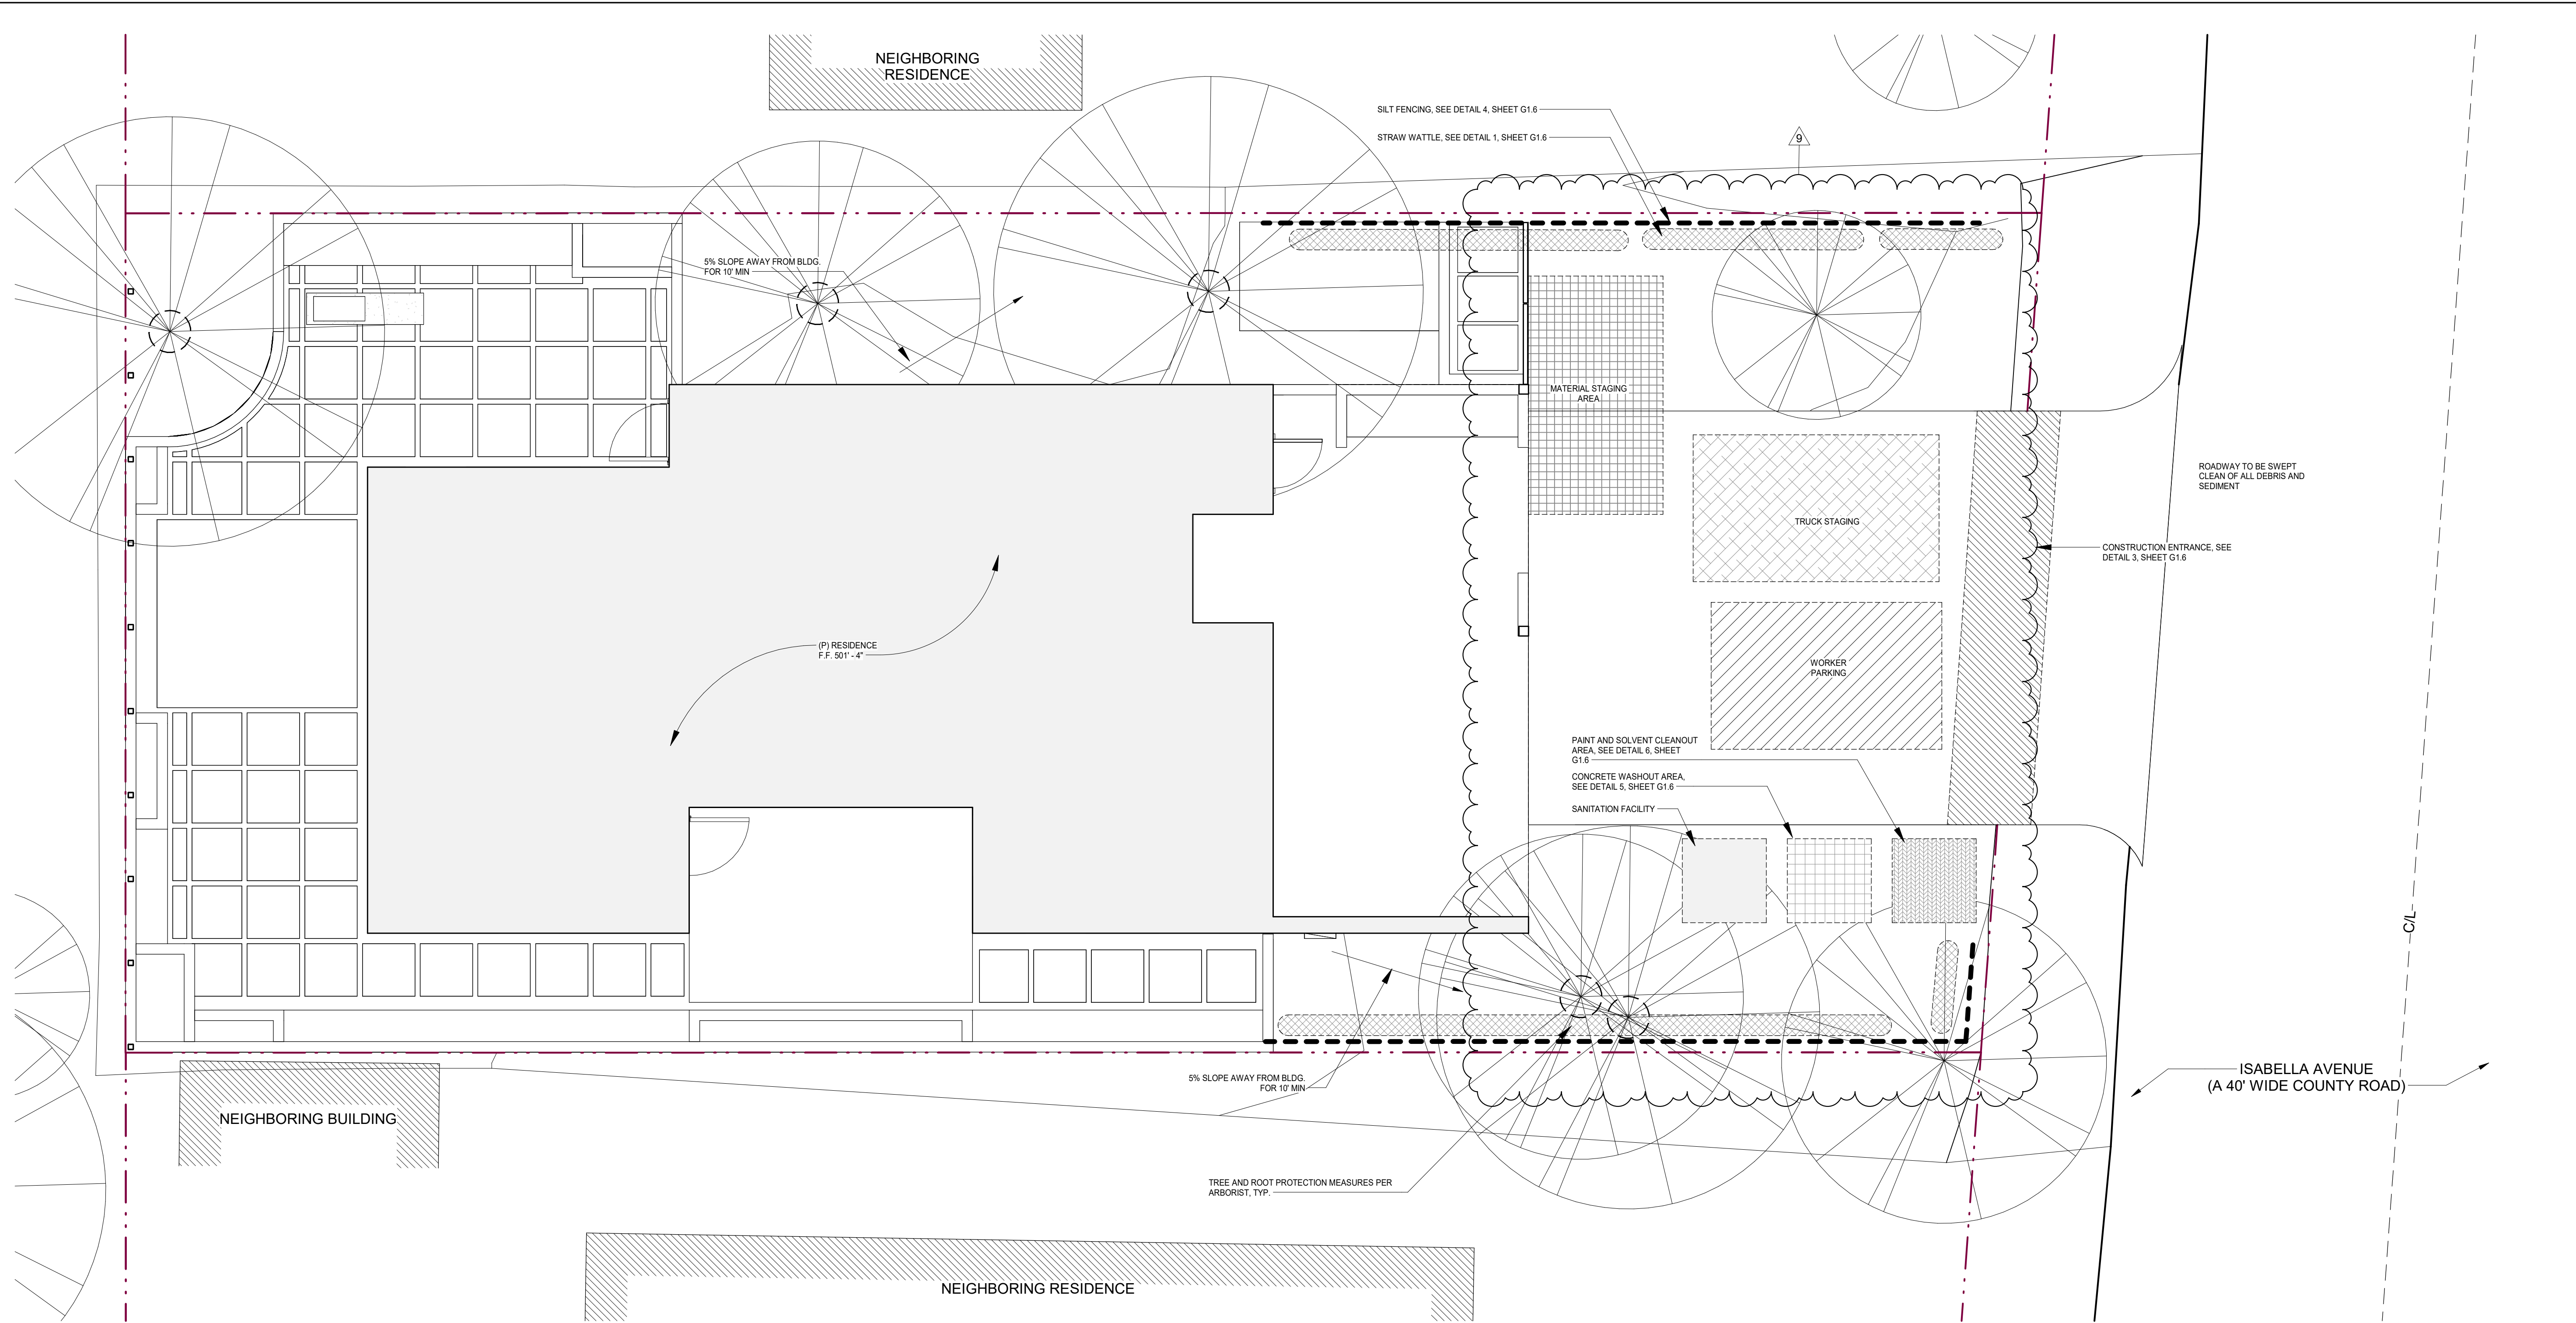 NEIGHBORING
RESIDENCE
SILT FENCING, SEE DETAIL 4, SHEET G1.6
STRAW WATTLE, SEE DETAIL 1, SHEET G1.6
9
5% SLOPE AWAY FROM BLDG.
FOR 10' MIN
MATERIAL STAGING
AREA
ROADWAY TO BE SWEPT
CLEAN OF ALL DEBRIS AND
SEDIMENT
TRUCK STAGING
CONSTRUCTION ENTRANCE, SEE
DETAIL 3, SHEET G1.6
(P) RESIDENCE
F.F. 501' - 4"
WORKER
PARKING
PAINT AND SOLVENT CLEANOUT
AREA, SEE DETAIL 6, SHEET
G1.6
CONCRETE WASHOUT AREA,
SEE DETAIL 5, SHEET G1.6
SANITATION FACILITY
C/L
5% SLOPE AWAY FROM BLDG.
FOR 10' MIN
ISABELLA AVENUE
(A 40' WIDE COUNTY ROAD)
NEIGHBORING BUILDING
TREE AND ROOT PROTECTION MEASURES PER
ARBORIST, TYP.
NEIGHBORING RESIDENCE